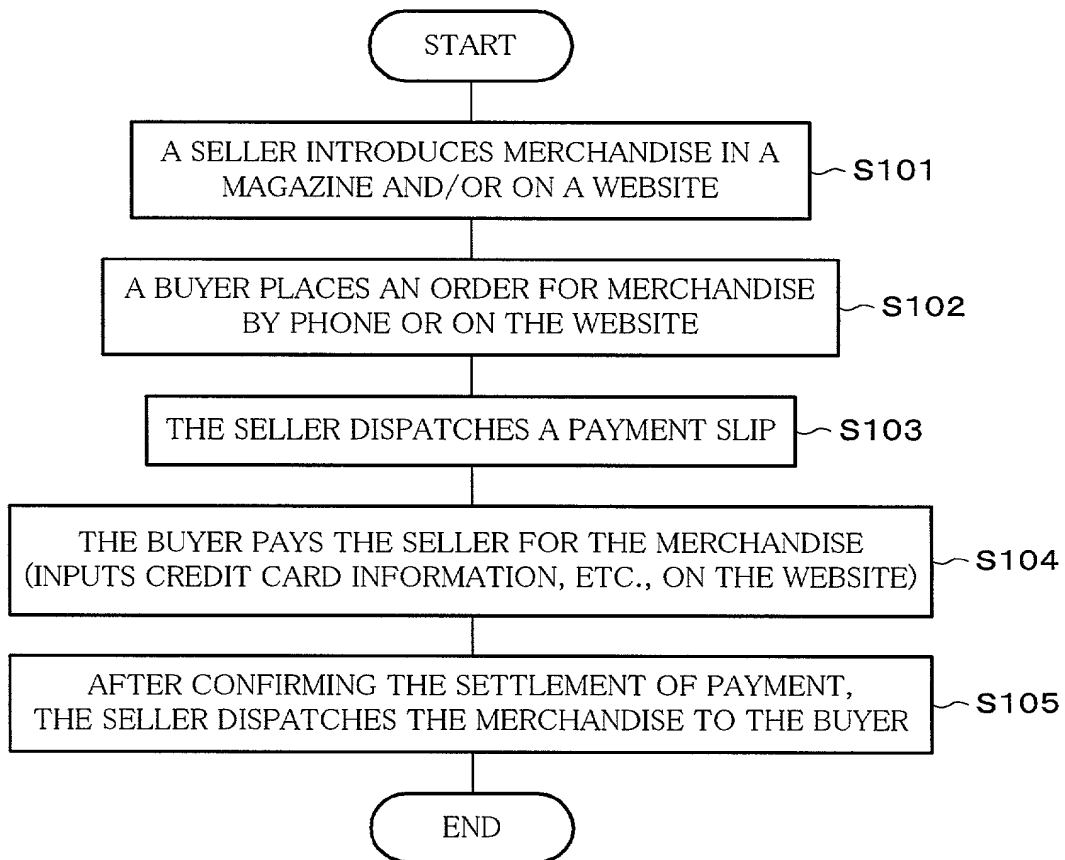 START
A SELLER INTRODUCES MERCHANDISE IN A
MAGAZINE AND/OR ON A WEBSITE
S101
A BUYER PLACES AN ORDER FOR MERCHANDISE
BY PHONE OR ON THE WEBSITE
S102
THE SELLER DISPATCHES A PAYMENT SLIP
S103
THE BUYER PAYS THE SELLER FOR THE MERCHANDISE
(INPUTS CREDIT CARD INFORMATION, ETC., ON THE WEBSITE)
S104
AFTER CONFIRMING THE SETTLEMENT OF PAYMENT,
THE SELLER DISPATCHES THE MERCHANDISE TO THE BUYER
S105
END